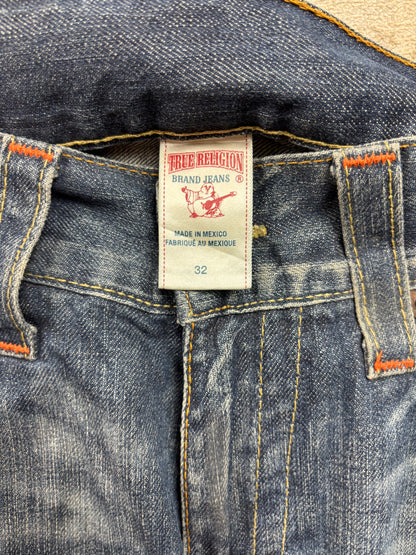 TRUE RELIGION
BRAND JEANS ®
MADE IN MEXICO
FABRIQUÉ AU MEXIQUE
32